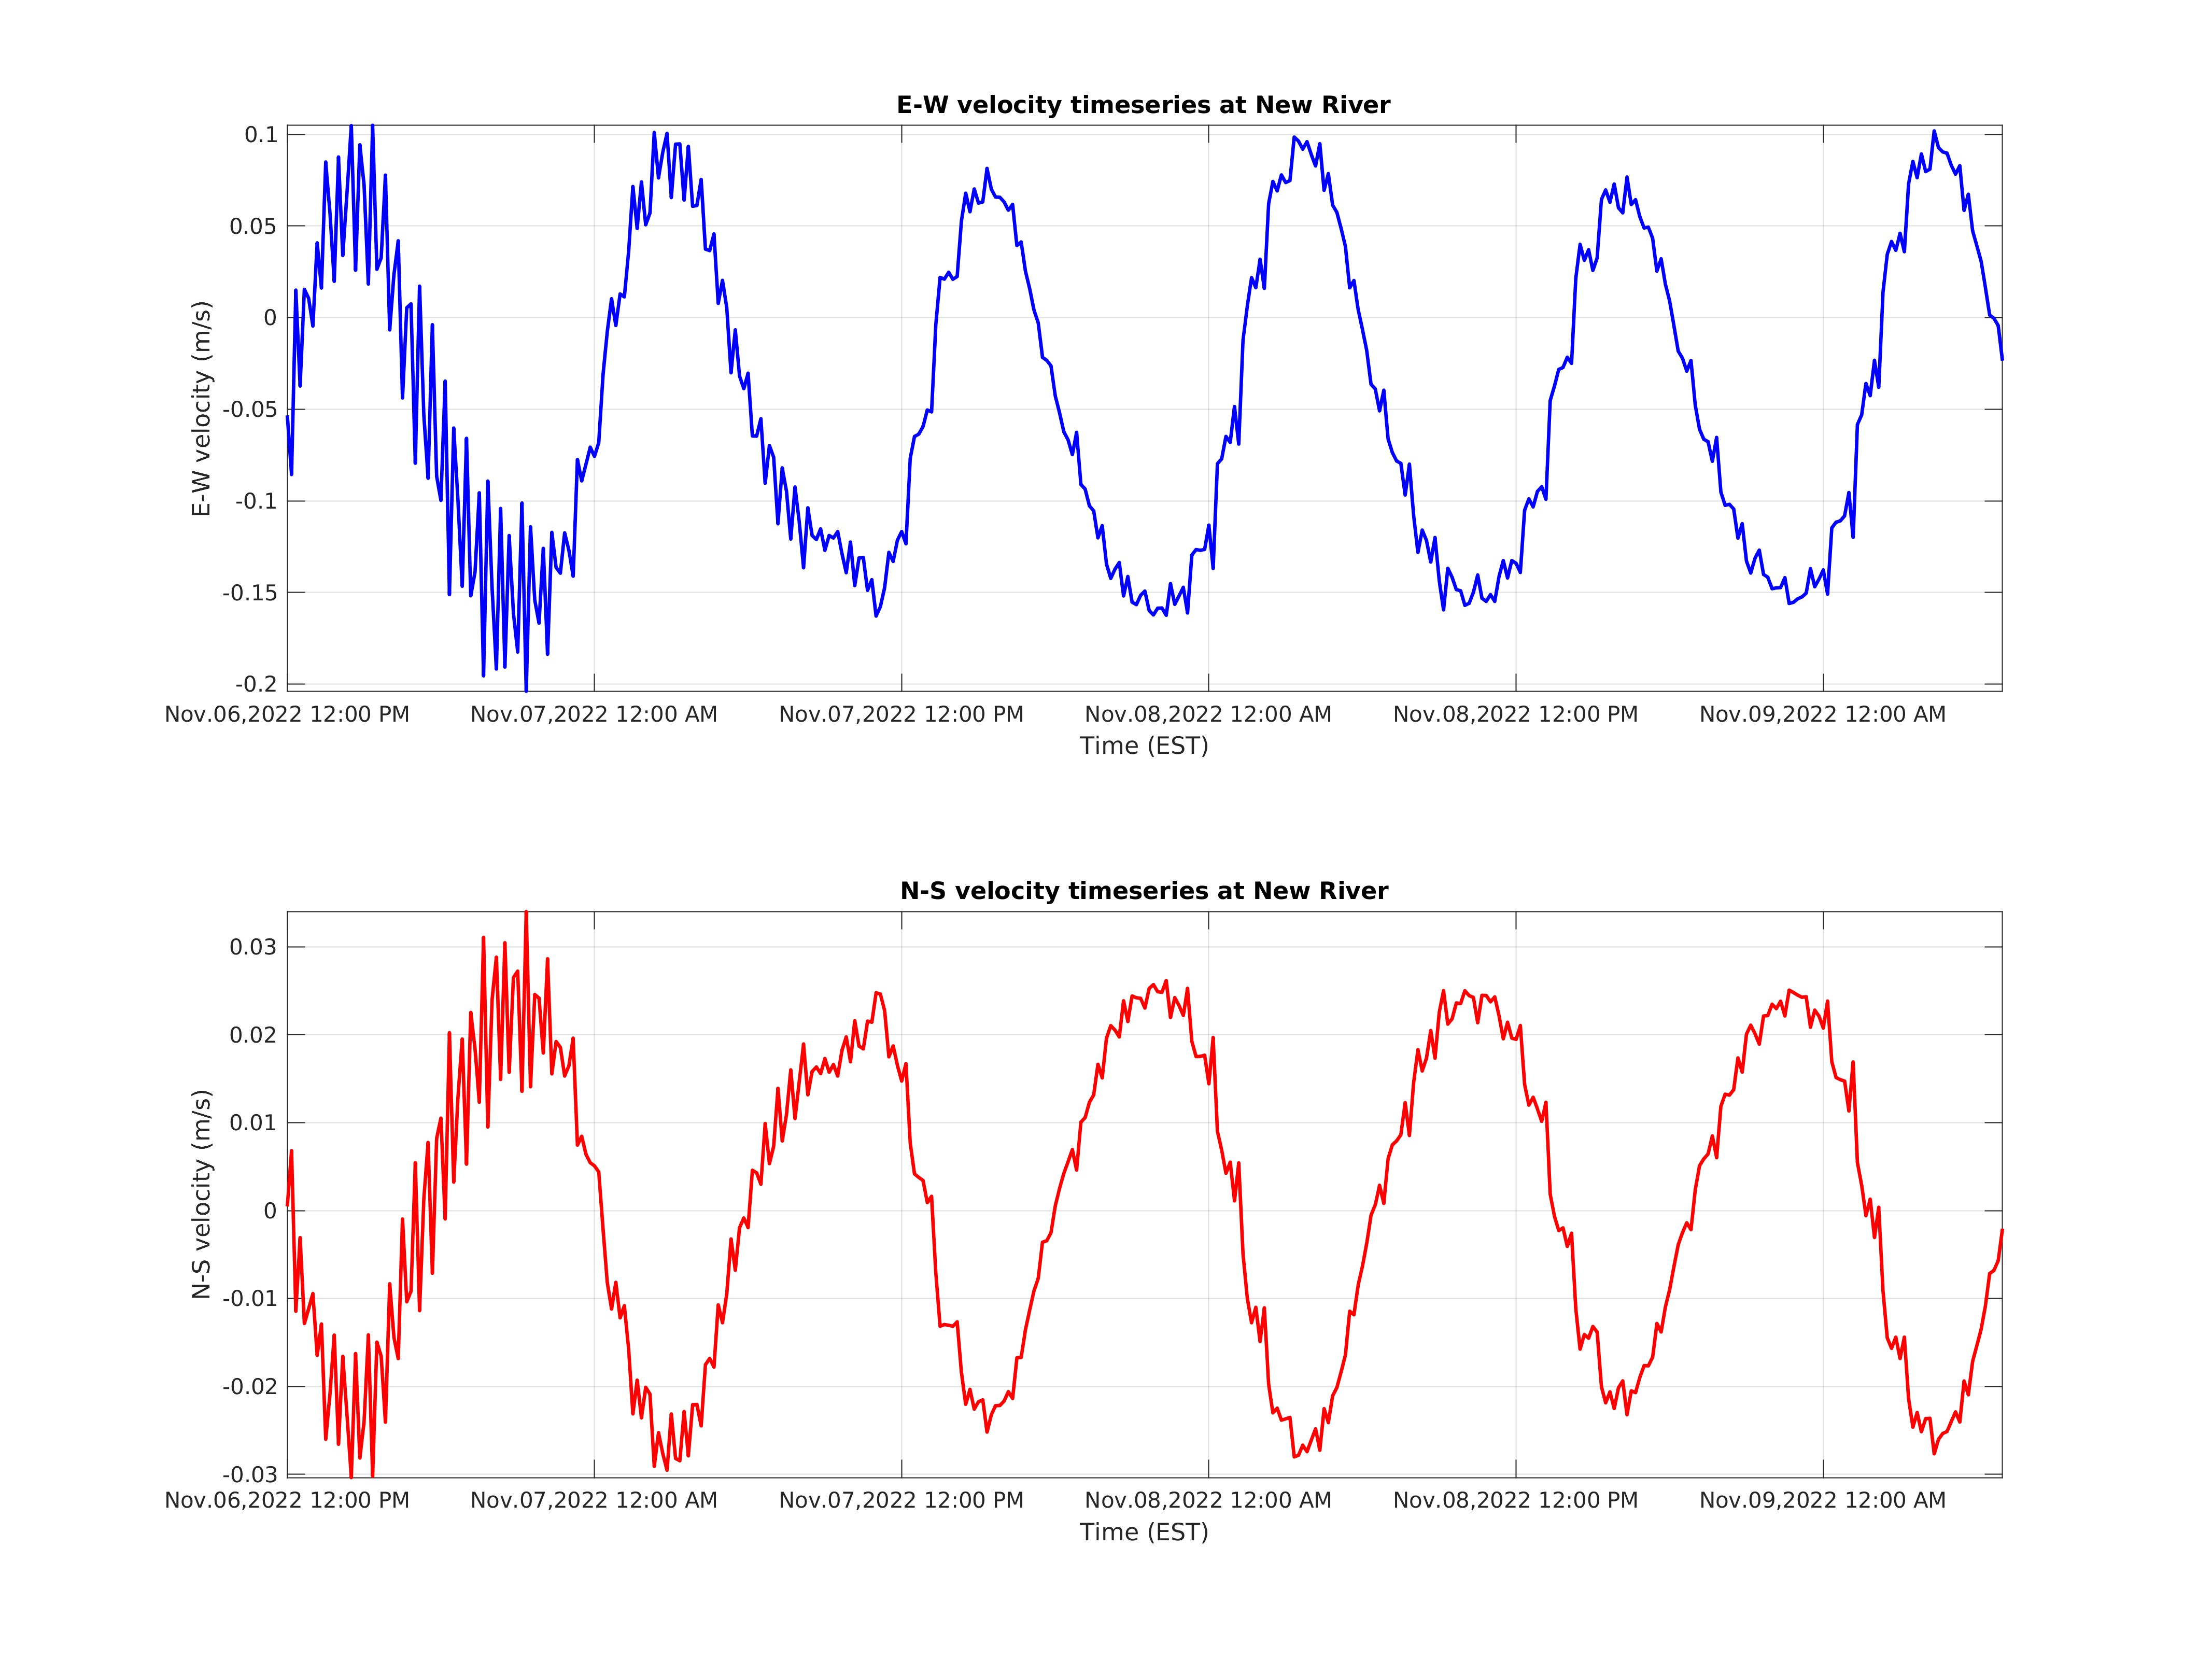 E-W velocity timeseries at New River
0.1
0.05
0
-0.05
-0.1
-0.15
-0.2
E-W velocity (m/s)
Nov.06,2022 12:00 PM Nov.07,2022 12:00 AM Nov.07,2022 12:00 PM Nov.08,2022 12:00 AM Nov.08,2022 12:00 PM Nov.09,2022 12:00 AM
Time (EST)
N-S velocity timeseries at New River
0.03
0.02
0.01
0
-0.01
-0.02
-0.03
N-S velocity (m/s)
Nov.06,2022 12:00 PM Nov.07,2022 12:00 AM Nov.07,2022 12:00 PM Nov.08,2022 12:00 AM Nov.08,2022 12:00 PM Nov.09,2022 12:00 AM
Time (EST)